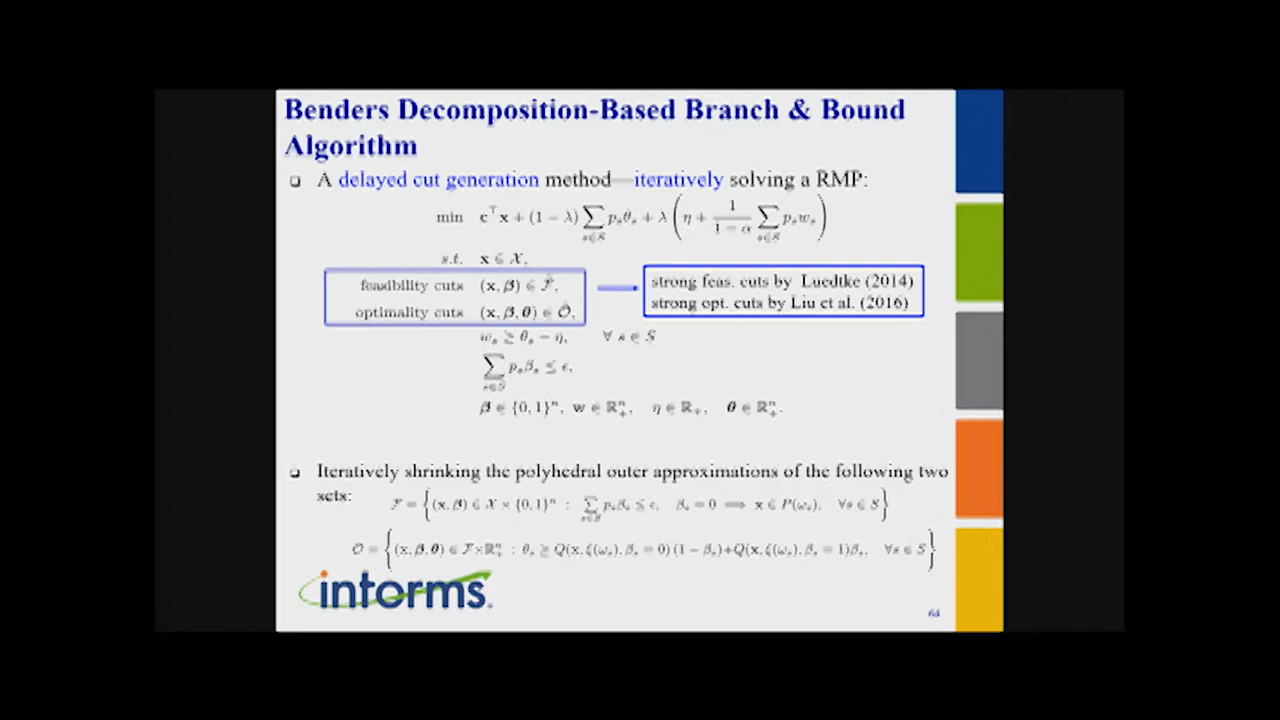 Benders Decomposition-Based Branch & Bound
Algorithm
❑ A delayed cut generation method—iteratively solving a RMP:
min c⊤x + (1 − λ) ∑_{s∈S} p_s θ_s + λ ( η + 1/(1 − α) ∑_{s∈S} p_s w_s )
s.t. x ∈ X,
feasibility cuts (x, β) ∈ F̂,
optimality cuts (x, β, θ) ∈ Ô,
strong feas. cuts by Luedtke (2014)
strong opt. cuts by Liu et al. (2016)
w_s ≥ θ_s − η, ∀ s ∈ S
∑_{s∈S} p_s β_s ≤ ϵ,
β ∈ {0, 1}^n, w ∈ ℝ^n_+, η ∈ ℝ_+, θ ∈ ℝ^n_+.
❑ Iteratively shrinking the polyhedral outer approximations of the following two
sets:
F = { (x, β) ∈ X × {0, 1}^n : ∑_{s∈S} p_s β_s ≤ ϵ, β_s = 0 ⟹ x ∈ P(ω_s), ∀s ∈ S }
O = { (x, β, θ) ∈ F×ℝ^n_+ : θ_s ≥ Q(x, ξ(ω_s), β_s = 0) (1 − β_s)+Q(x, ξ(ω_s), β_s = 1)β_s, ∀s ∈ S }
informs.